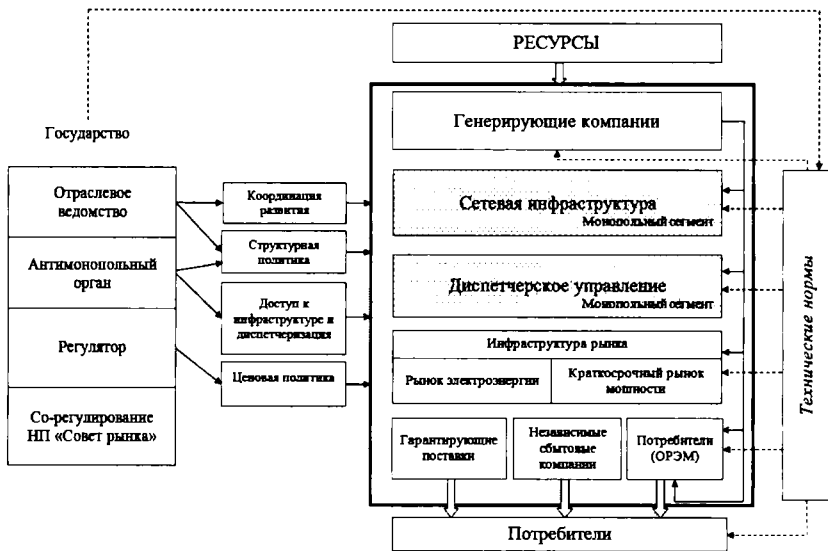 РЕСУРСЫ
Государство
Генерирующие компании
Отраслевое
ведомство
Координация
развития
Сетевая инфраструктура
Монопольный сегмент
Структурная
политика
Антимонопольный
орган
Диспетчерское управление
Монопольный сегмент
Доступ к
инфраструктуре и
диспетчеризация
Регулятор
Инфраструктура рынка
Ценовая политика
Рынок электроэнергии
Краткосрочный рынок
мощности
Со-регулирование
НП «Совет рынка»
Гарантирующие
поставки
Независимые
сбытовые
компании
Потребители
(ОРЭМ)
Технические нормы
Потребители